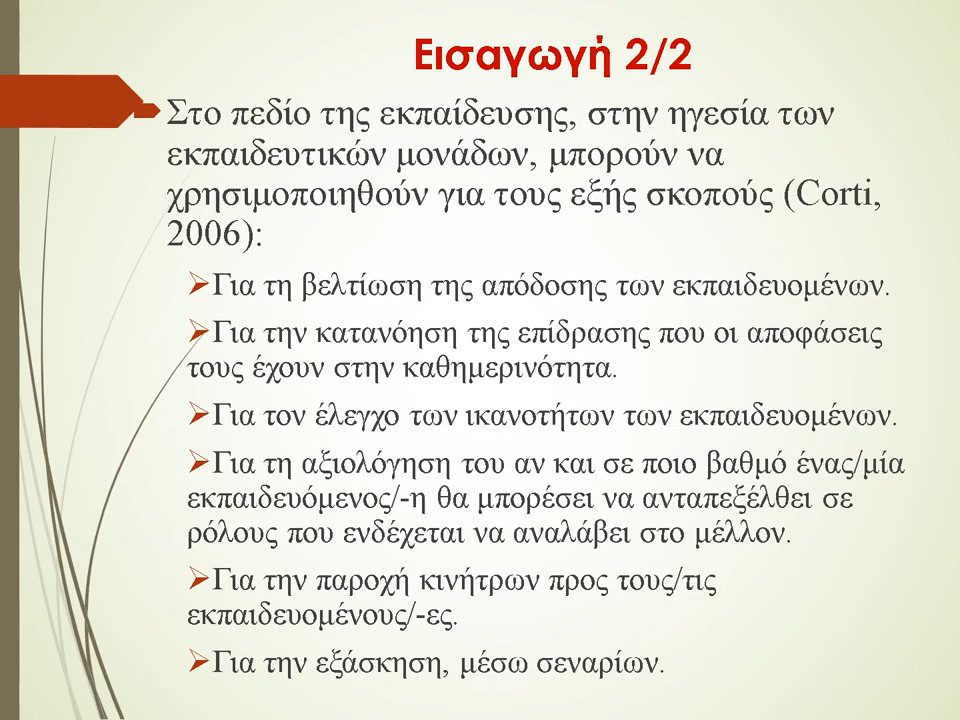 Εισαγωγή 2/2
Στο πεδίο της εκπαίδευσης, στην ηγεσία των
εκπαιδευτικών μονάδων, μπορούν να
χρησιμοποιηθούν για τους εξής σκοπούς (Corti,
2006):
Για τη βελτίωση της απόδοσης των εκπαιδευομένων.
Για την κατανόηση της επίδρασης που οι αποφάσεις
τους έχουν στην καθημερινότητα.
Για τον έλεγχο των ικανοτήτων των εκπαιδευομένων.
Για τη αξιολόγηση του αν και σε ποιο βαθμό ένας/μία
εκπαιδευόμενος/-η θα μπορέσει να ανταπεξέλθει σε
ρόλους που ενδέχεται να αναλάβει στο μέλλον.
Για την παροχή κινήτρων προς τους/τις
εκπαιδευομένους/-ες.
Για την εξάσκηση, μέσω σεναρίων.